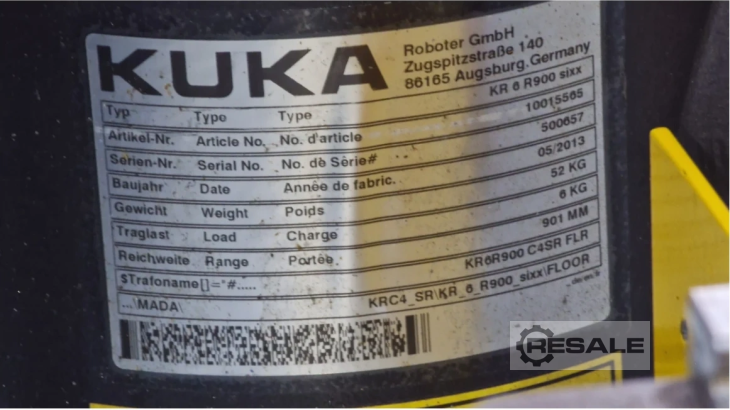 KUKA
Roboter GmbH
Zugspitzstraße 140
86165 Augsburg, Germany
Typ Type Type KR 6 R900 sixx
Artikel-Nr. Article No. No. d'article 10015565
Serien-Nr. Serial No. No. de Série# 500657
Baujahr Date Année de fabric. 05/2013
Gewicht Weight Poids 52 KG
Traglast Load Charge 6 KG
Reichweite Range Portée 901 MM
$Trafoname[]="#..... KR6R900 C4SR FLR
...\MADA\ KRC4_SR\KR_6_R900_sixx\FLOOR
RESALE